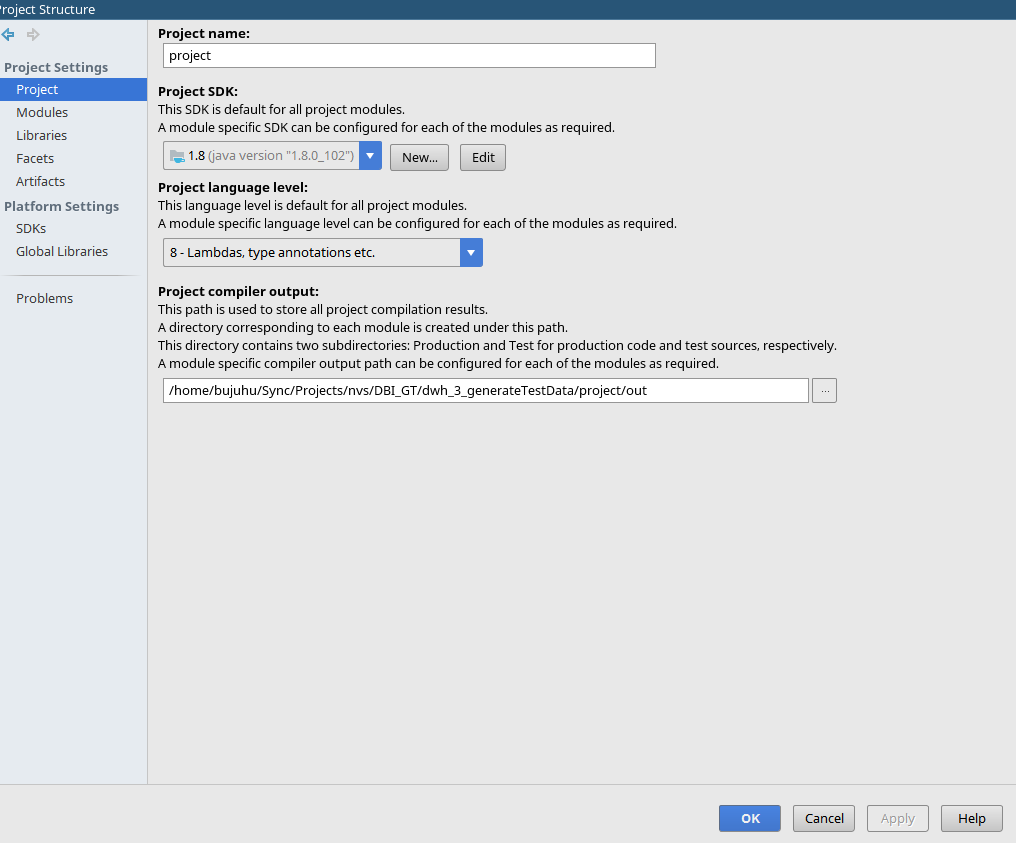 roject Structure
Project Settings
Project
Modules
Libraries
Facets
Artifacts
Platform Settings
SDKs
Global Libraries
Problems
Project name:
project
Project SDK:
This SDK is default for all project modules.
A module specific SDK can be configured for each of the modules as required.
1.8 (java version "1.8.0_102") New... Edit
Project language level:
This language level is default for all project modules.
A module specific language level can be configured for each of the modules as required.
8 - Lambdas, type annotations etc.
Project compiler output:
This path is used to store all project compilation results.
A directory corresponding to each module is created under this path.
This directory contains two subdirectories: Production and Test for production code and test sources, respectively.
A module specific compiler output path can be configured for each of the modules as required.
/home/bujuhu/Sync/Projects/nvs/DBI_GT/dwh_3_generateTestData/project/out ...
OK Cancel Apply Help